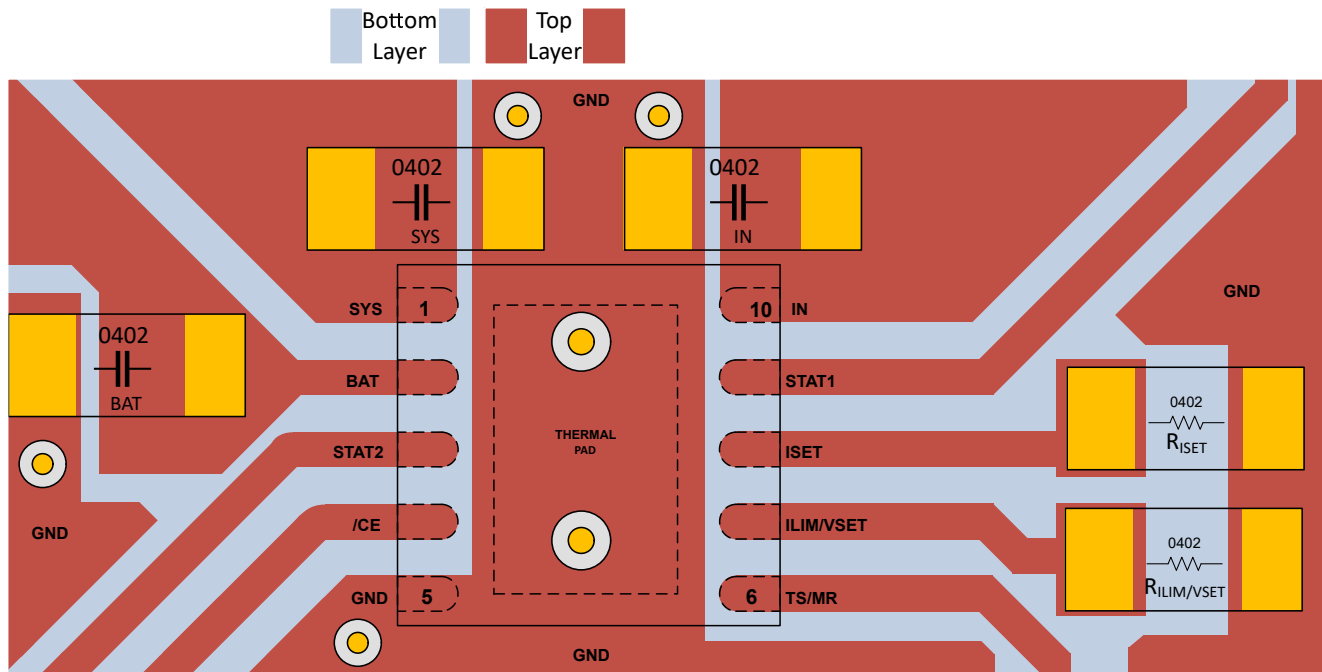 Bottom
Layer
Top
Layer
GND
0402
SYS
0402
IN
SYS
1
10
IN
GND
0402
BAT
BAT
STAT1
0402
RISET
THERMAL
PAD
STAT2
ISET
GND
/CE
ILIM/VSET
0402
RILIM/VSET
GND
5
6
TS/MR
GND